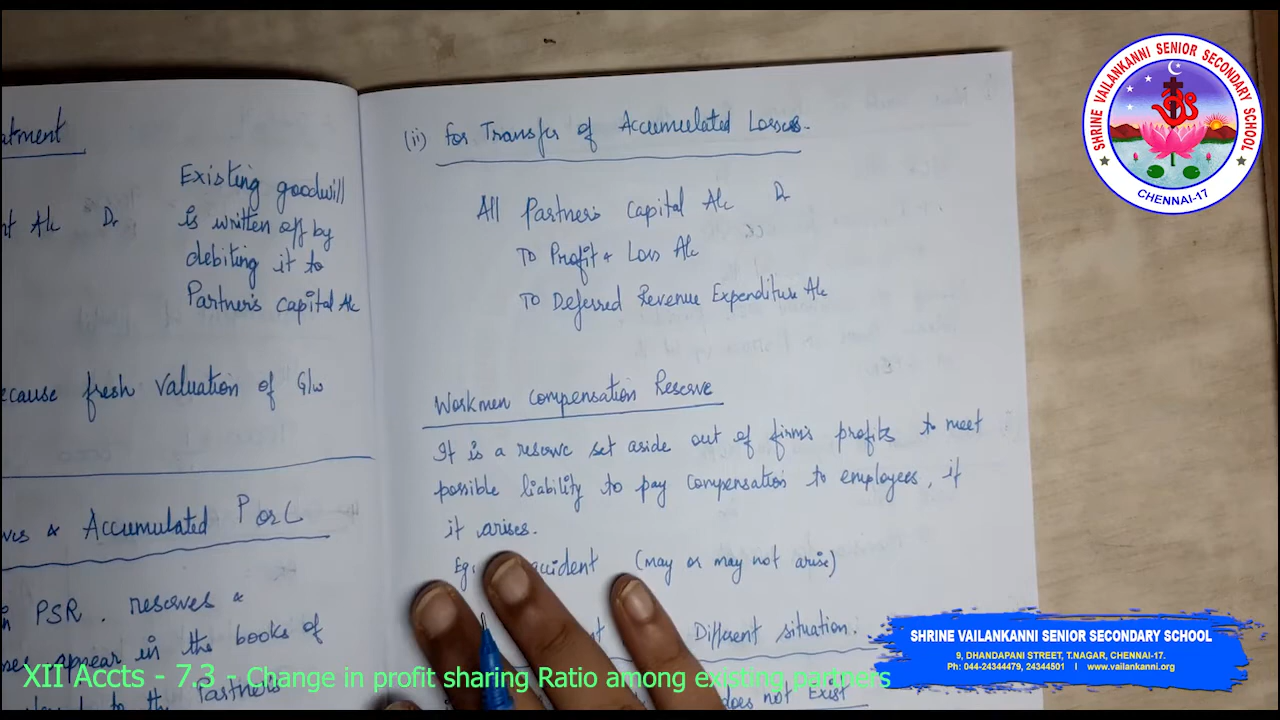 atment
Existing goodwill
nt A/c Dr is written off by
debiting it to
Partner's capital A/c
ecause fresh valuation of G/w
ves & Accumulated P or L
in PSR. reserves &
ses appear in the books of
to the Partners
(ii) For Transfer of Accumulated Losses.
All Partner's Capital A/c Dr
To Profit & Loss A/c
To Deferred Revenue Expenditure A/c
Workmen Compensation Reserve
It is a reserve set aside out of firm's profits to meet
possible liability to pay compensation to employees, if
it arises.
Eg. accident (may or may not arise)
nt Different situation.
does not Exist
SHRINE VAILANKANNI SENIOR SECONDARY SCHOOL
CHENNAI-17
SHRINE VAILANKANNI SENIOR SECONDARY SCHOOL
9, DHANDAPANI STREET, T.NAGAR, CHENNAI-17.
Ph: 044-24344479, 24344501 | www.vailankanni.org
XII Accts - 7.3 - Change in profit sharing Ratio among existing partners